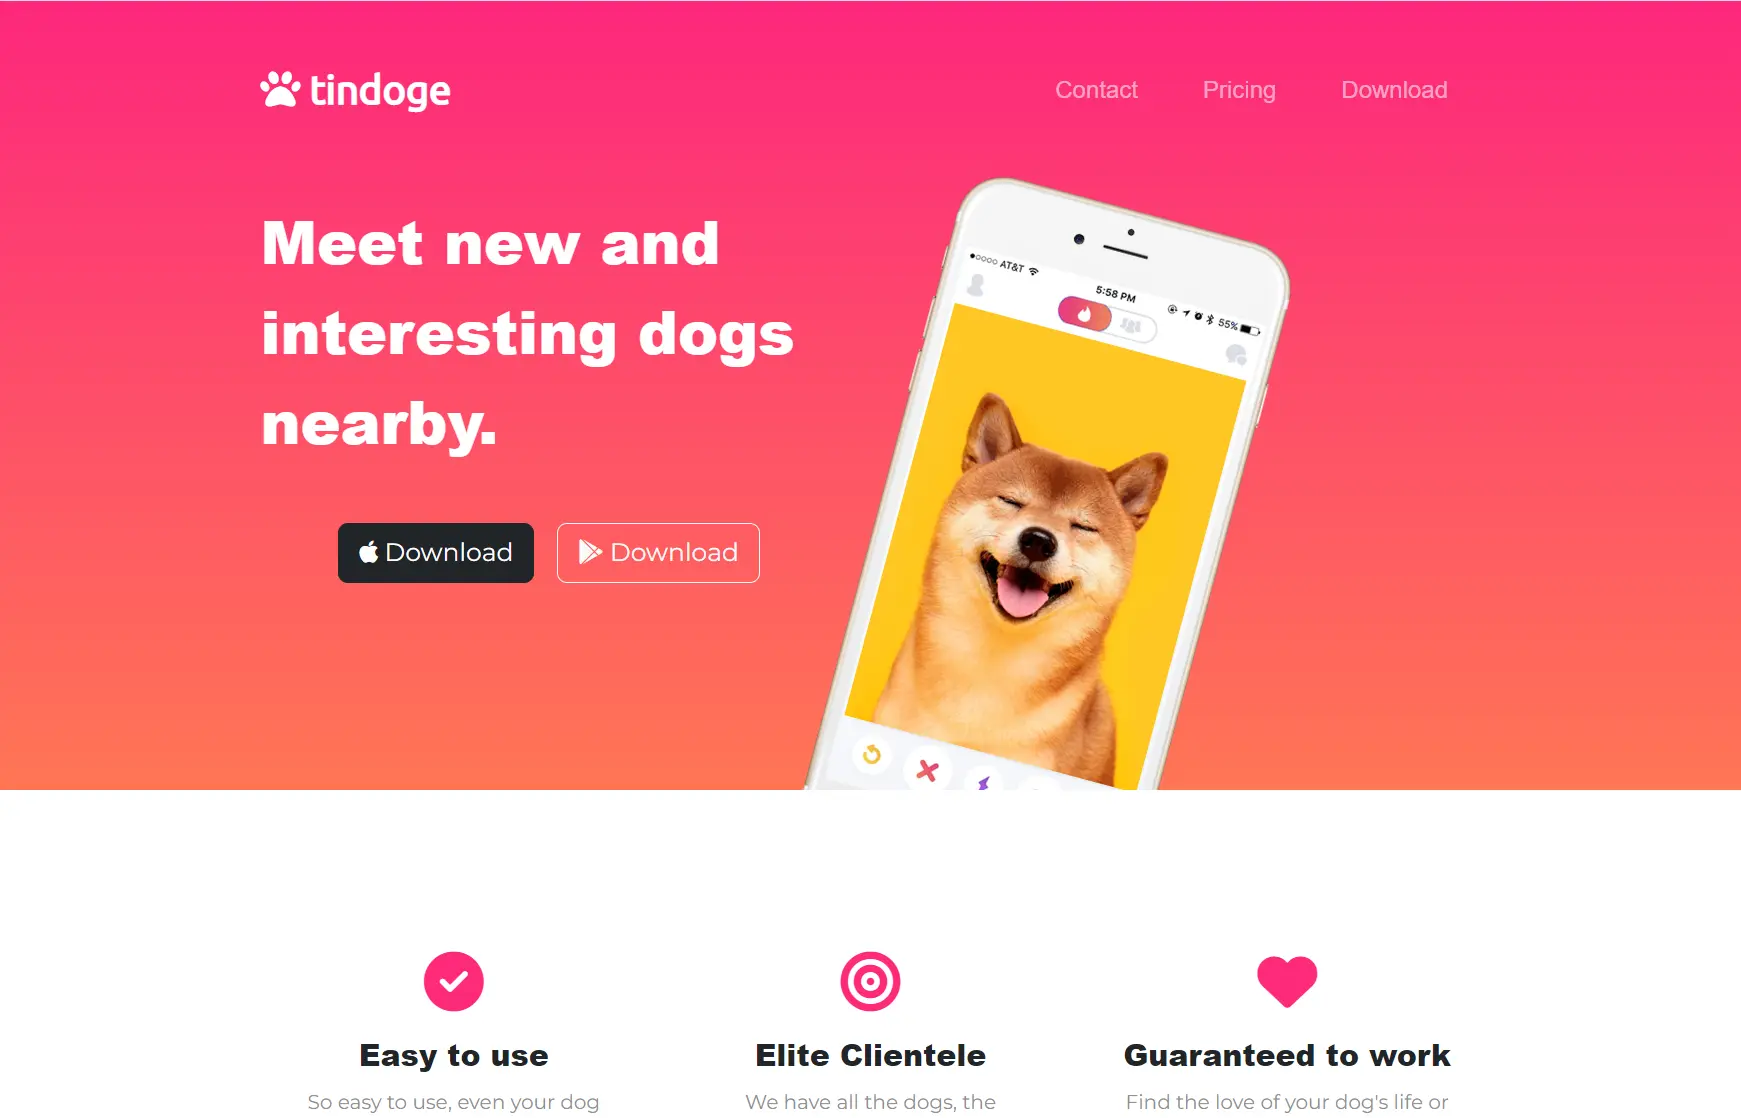 tindoge
Contact Pricing Download
Meet new and
interesting dogs
nearby.
Download Download
AT&T
5:58 PM
55%
Easy to use
Elite Clientele
Guaranteed to work
So easy to use, even your dog
We have all the dogs, the
Find the love of your dog's life or